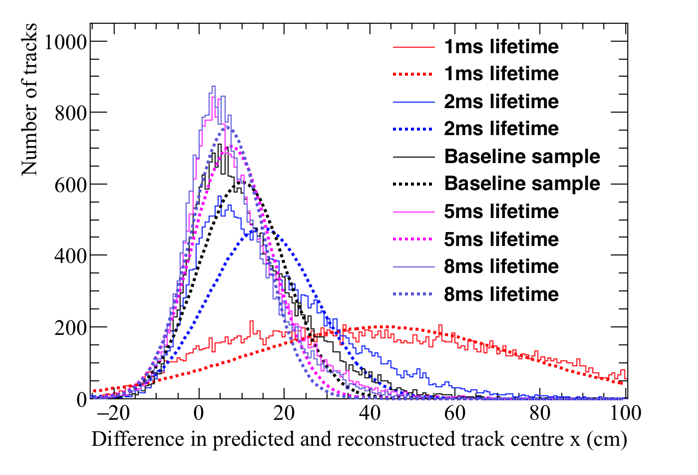 Number of tracks
1000
800
600
400
200
0
1ms lifetime
1ms lifetime
2ms lifetime
2ms lifetime
Baseline sample
Baseline sample
5ms lifetime
5ms lifetime
8ms lifetime
8ms lifetime
−20 0 20 40 60 80 100
Difference in predicted and reconstructed track centre x (cm)